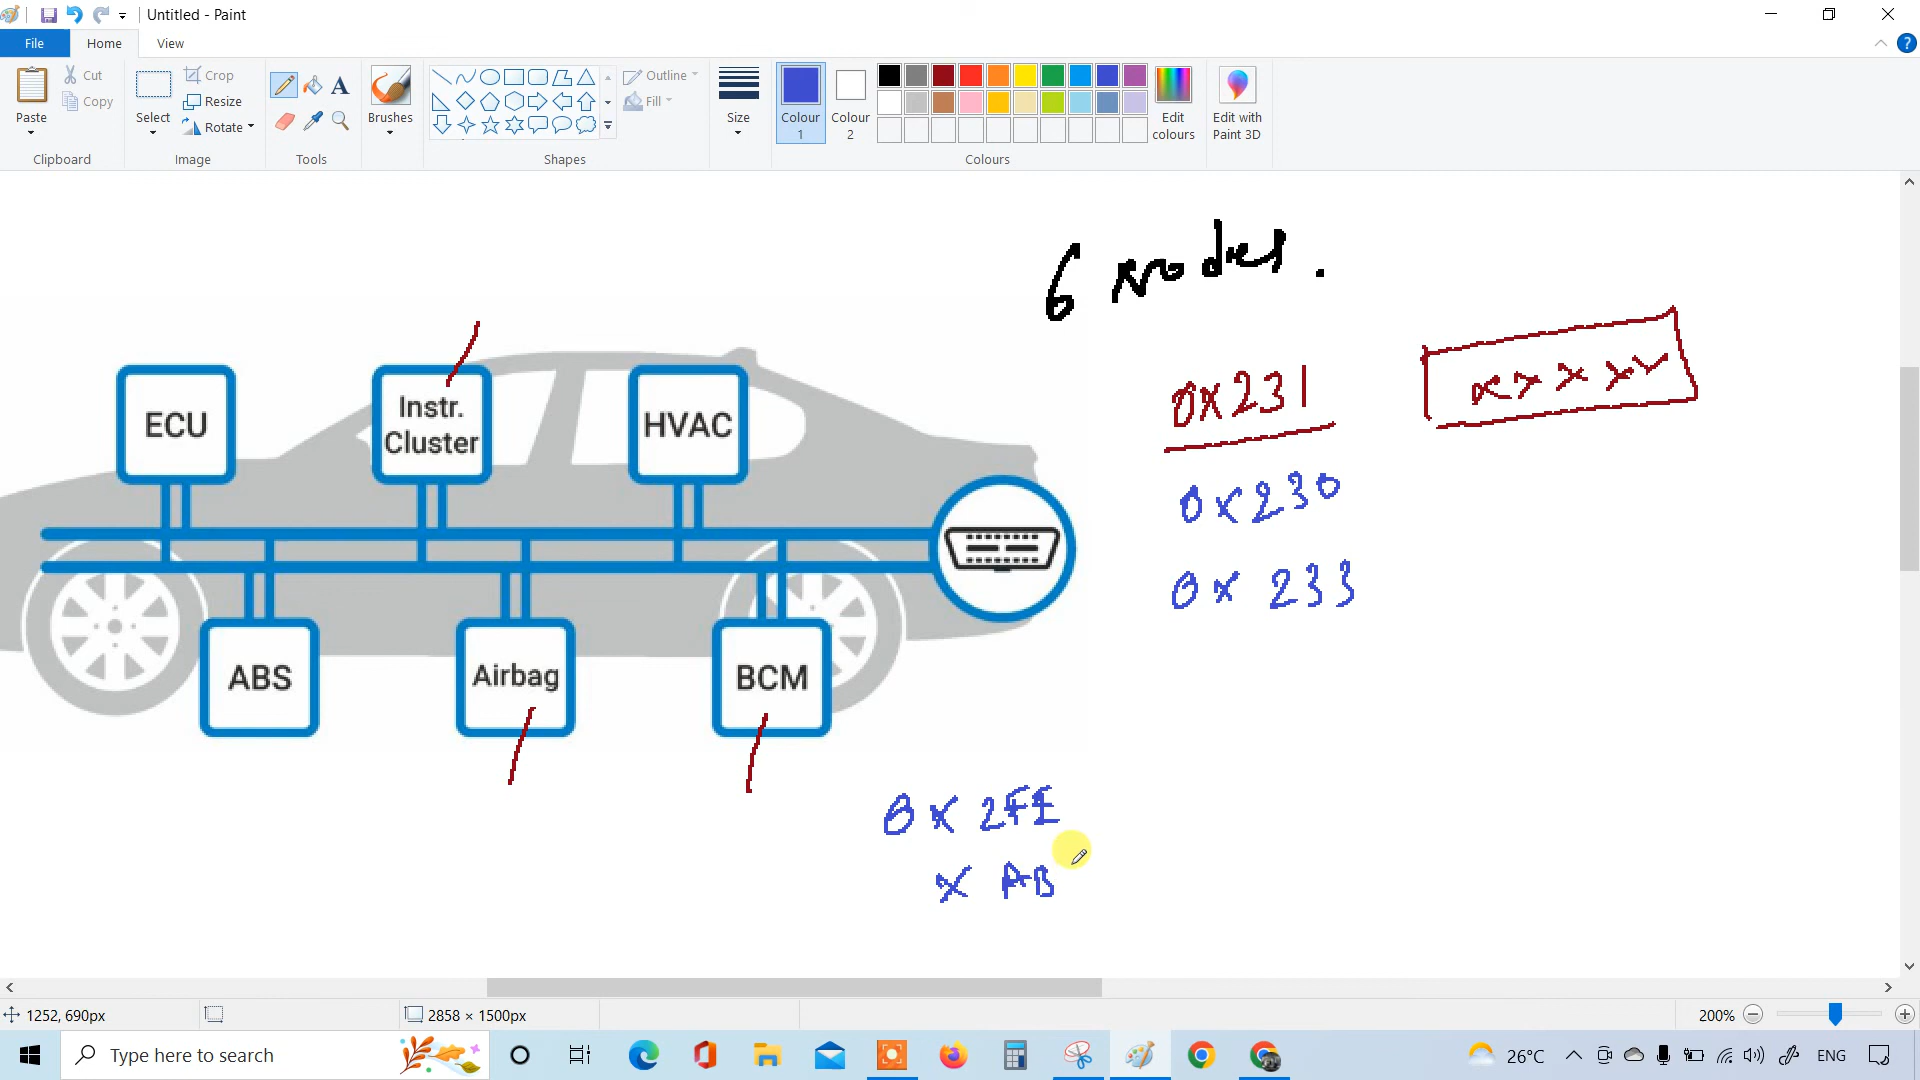 Untitled - Paint
File Home View
Paste
Cut
Copy
Clipboard
Select
Crop
Resize
Rotate
Image
Tools
Brushes
Shapes
Outline
Fill
Size
Colour 1
Colour 2
Edit colours
Colours
Edit with Paint 3D
6 nodes.
ECU
Instr. Cluster
HVAC
ABS
Airbag
BCM
0x231
xxxxx
0x230
0x233
0x2FE
x AB
1252, 690px
2858 × 1500px
200%
Type here to search
26°C
ENG